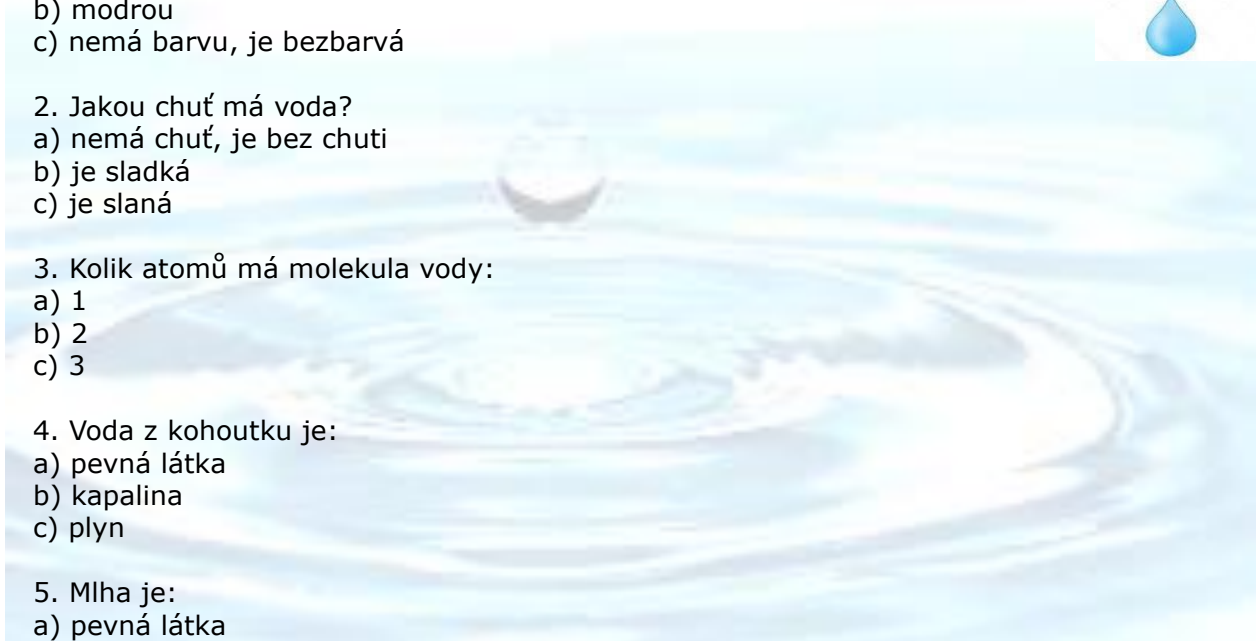 b) modrou
c) nemá barvu, je bezbarvá
2. Jakou chuť má voda?
a) nemá chuť, je bez chuti
b) je sladká
c) je slaná
3. Kolik atomů má molekula vody:
a) 1
b) 2
c) 3
4. Voda z kohoutku je:
a) pevná látka
b) kapalina
c) plyn
5. Mlha je:
a) pevná látka